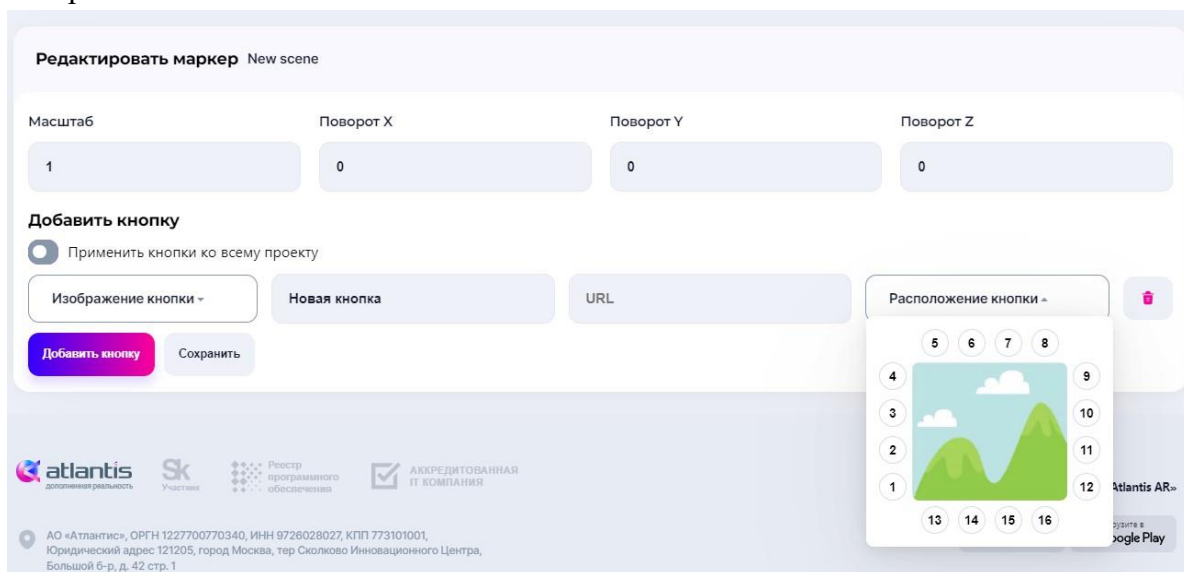 Редактировать маркер New scene
Масштаб Поворот X Поворот Y Поворот Z
1 0 0 0
Добавить кнопку
Применить кнопки ко всему проекту
Изображение кнопки Новая кнопка URL Расположение кнопки
Добавить кнопку Сохранить
5 6 7 8
4 9
3 10
2 11
1 12
13 14 15 16
atlantis
дополненная реальность
Sk
Участник
Реестр
программного
обеспечения
АККРЕДИТОВАННАЯ
IT КОМПАНИЯ
Atlantis AR»
АО «Атлантис», ОРГН 1227700770340, ИНН 9726028027, КПП 773101001,
Юридический адрес 121205, город Москва, тер Сколково Инновационного Центра,
Большой б-р, д. 42 стр. 1
ogle Play